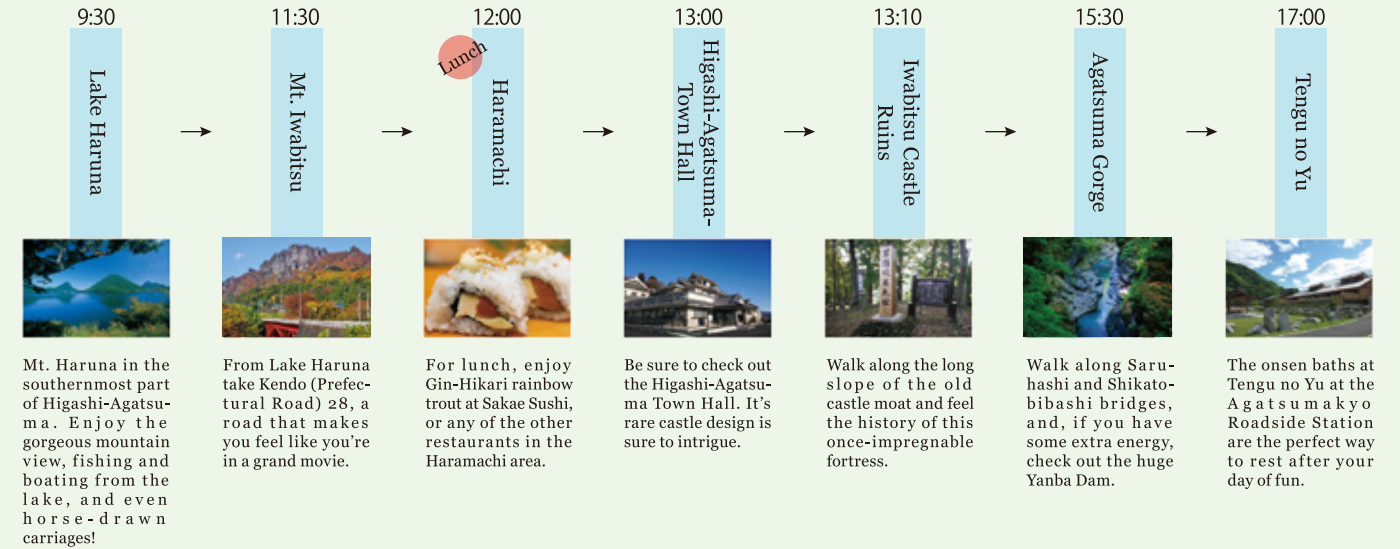 9:30
Lake Haruna
Mt. Haruna in the
southernmost part
of Higashi-Agatsu-
ma. Enjoy the
gorgeous mountain
view, fishing and
boating from the
lake, and even
horse-drawn
carriages!
11:30
Mt. Iwabitsu
From Lake Haruna
take Kendo (Prefec-
tural Road) 28, a
road that makes
you feel like you're
in a grand movie.
12:00
Lunch
Haramachi
For lunch, enjoy
Gin-Hikari rainbow
trout at Sakae Sushi,
or any of the other
restaurants in the
Haramachi area.
13:00
Higashi-Agatsuma-
Town Hall
Be sure to check out
the Higashi-Agatsu-
ma Town Hall. It's
rare castle design is
sure to intrigue.
13:10
Iwabitsu Castle
Ruins
Walk along the long
slope of the old
castle moat and feel
the history of this
once-impregnable
fortress.
15:30
Agatsuma Gorge
Walk along Saru-
hashi and Shikato-
bibashi bridges,
and, if you have
some extra energy,
check out the huge
Yanba Dam.
17:00
Tengu no Yu
The onsen baths at
Tengu no Yu at the
Agatsumakyo
Roadside Station
are the perfect way
to rest after your
day of fun.